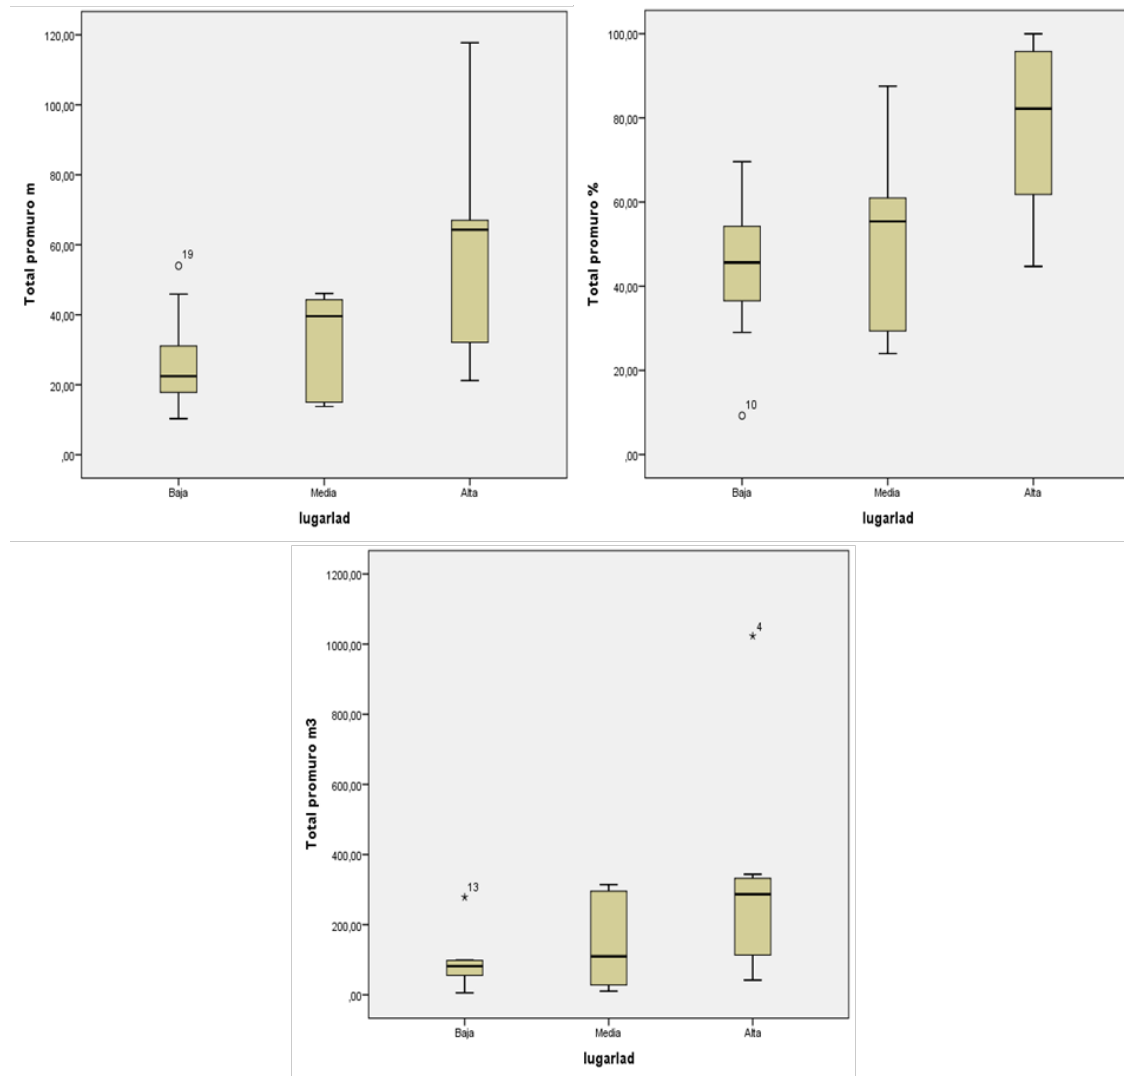 Total promuro m
120,00
100,00
80,00
60,00
40,00
20,00
,00
19
Baja Media Alta
lugarlad
Total promuro %
100,00
80,00
60,00
40,00
20,00
,00
10
Baja Media Alta
lugarlad
Total promuro m3
1200,00
1000,00
800,00
600,00
400,00
200,00
,00
4
13
Baja Media Alta
lugarlad